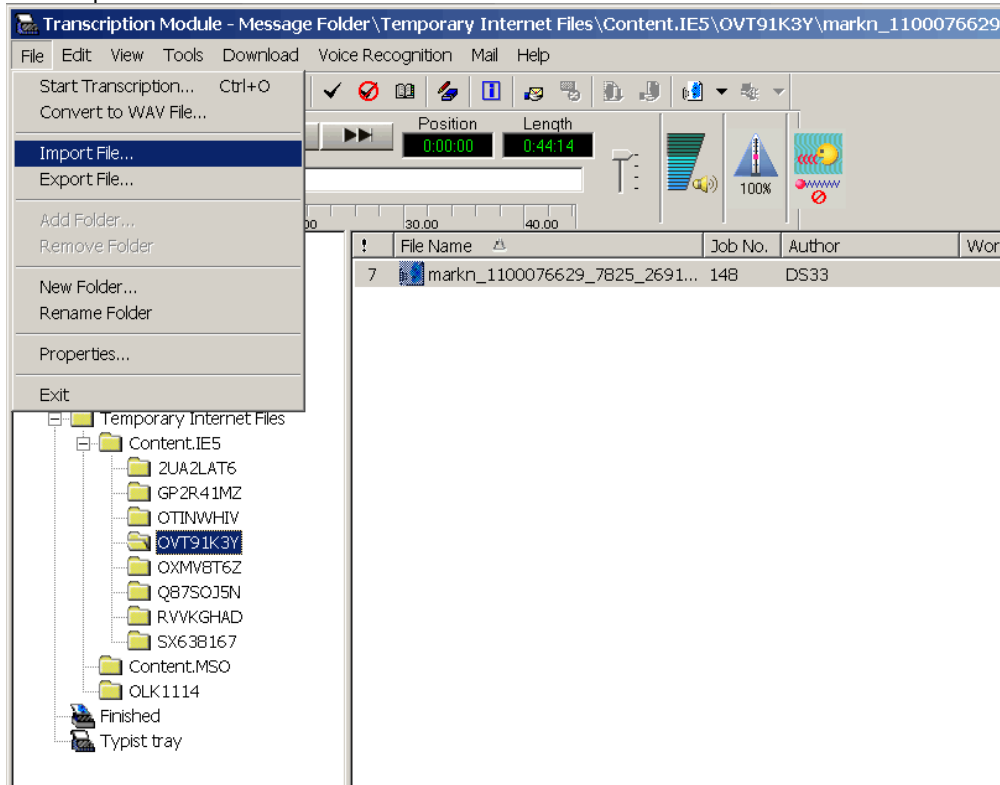 Transcription Module - Message Folder\Temporary Internet Files\Content.IE5\OVT91K3Y\markn_1100076629
File Edit View Tools Download Voice Recognition Mail Help
Start Transcription... Ctrl+O
Convert to WAV File...
Import File...
Export File...
Add Folder...
Remove Folder
New Folder...
Rename Folder
Properties...
Exit
Position Length
0:00:00 0:44:14
100%
30.00 40.00
! File Name Job No. Author Wor
7 markn_1100076629_7825_2691... 148 DS33
Temporary Internet Files
Content.IE5
2UA2LAT6
GP2R41MZ
OTINWHIV
OVT91K3Y
OXMV8T6Z
Q87SOJ5N
RVVKGHAD
SX638167
Content.MSO
OLK1114
Finished
Typist tray